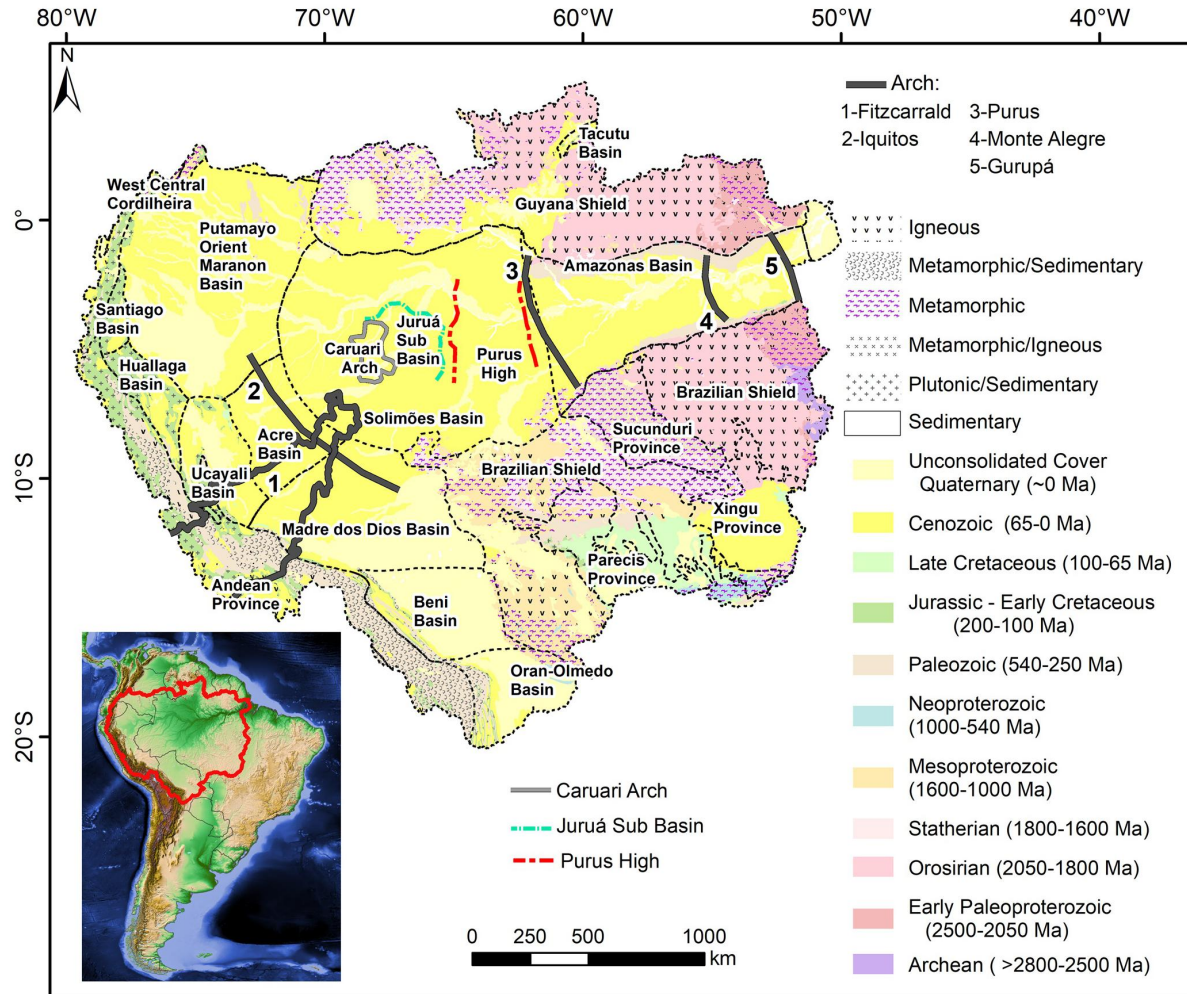 80°W 70°W 60°W 50°W 40°W
N
0°
10°S
20°S
Tacutu
Basin
West Central
Cordilheira
Guyana Shield
Putamayo
Orient
Maranon
Basin
3
Amazonas Basin
5
4
Santiago
Basin
Juruá
Sub
Basin
Caruari
Arch
Purus
High
Huallaga
Basin
2
Brazilian Shield
Solimões Basin
Acre
Basin
Sucunduri
Province
Ucayali
Basin
1
Brazilian Shield
Xingu
Province
Madre dos Dios Basin
Parecis
Province
Andean
Province
Beni
Basin
Oran-Olmedo
Basin
Caruari Arch
Juruá Sub Basin
Purus High
0 250 500 1000
km
Arch:
1-Fitzcarrald 3-Purus
2-Iquitos 4-Monte Alegre
5-Gurupá
Igneous
Metamorphic/Sedimentary
Metamorphic
Metamorphic/Igneous
Plutonic/Sedimentary
Sedimentary
Unconsolidated Cover
Quaternary (~0 Ma)
Cenozoic (65-0 Ma)
Late Cretaceous (100-65 Ma)
Jurassic - Early Cretaceous
(200-100 Ma)
Paleozoic (540-250 Ma)
Neoproterozoic
(1000-540 Ma)
Mesoproterozoic
(1600-1000 Ma)
Statherian (1800-1600 Ma)
Orosirian (2050-1800 Ma)
Early Paleoproterozoic
(2500-2050 Ma)
Archean ( >2800-2500 Ma)